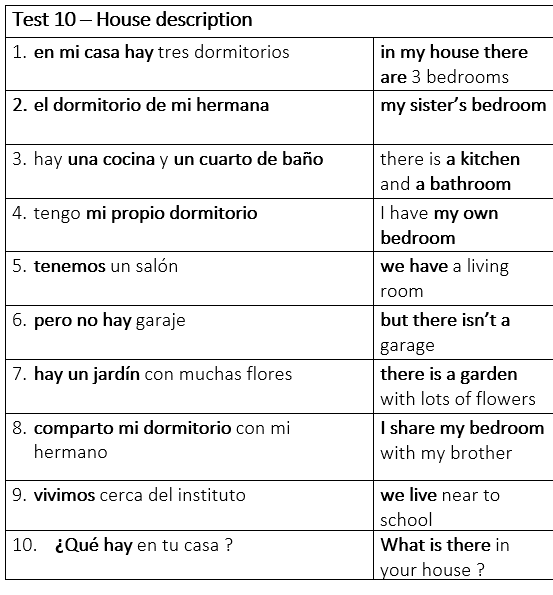 Test 10 – House description
1. en mi casa hay tres dormitorios
in my house there
are 3 bedrooms
2. el dormitorio de mi hermana
my sister's bedroom
3. hay una cocina y un cuarto de baño
there is a kitchen
and a bathroom
4. tengo mi propio dormitorio
I have my own
bedroom
5. tenemos un salón
we have a living
room
6. pero no hay garaje
but there isn't a
garage
7. hay un jardín con muchas flores
there is a garden
with lots of flowers
8. comparto mi dormitorio con mi
hermano
I share my bedroom
with my brother
9. vivimos cerca del instituto
we live near to
school
10. ¿Qué hay en tu casa ?
What is there in
your house ?